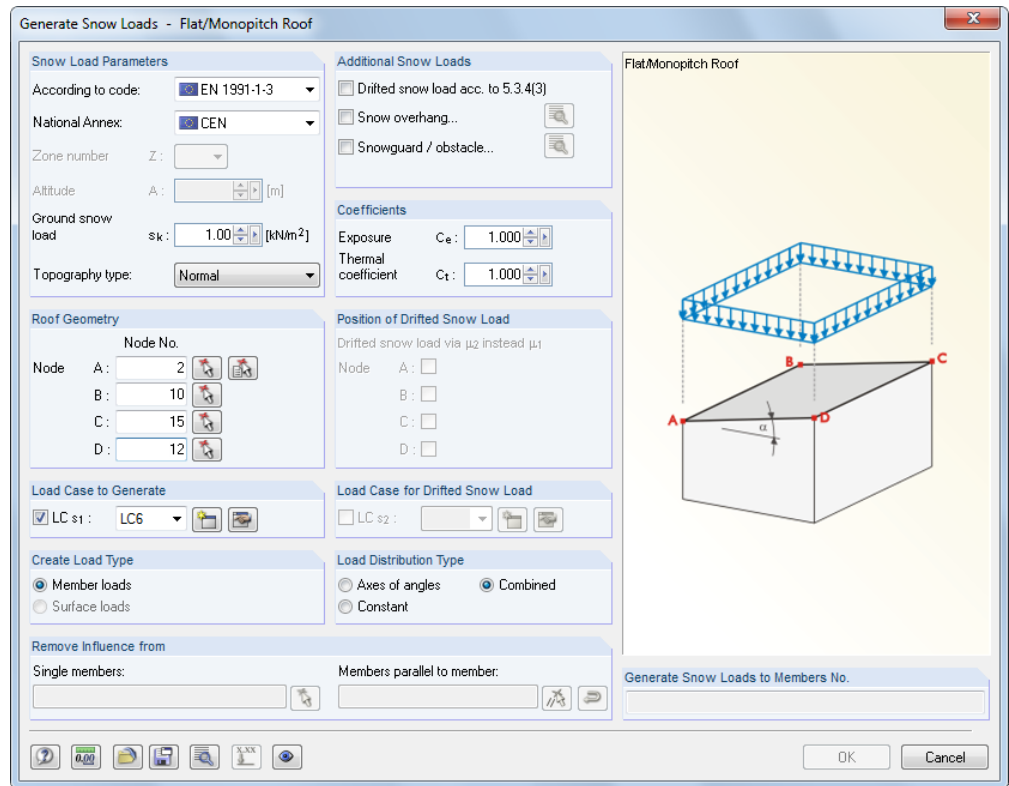 Generate Snow Loads - Flat/Monopitch Roof
Snow Load Parameters
According to code: EN 1991-1-3
National Annex: CEN
Zone number Z :
Altitude A : [m]
Ground snow
load sk : 1.00 [kN/m²]
Topography type: Normal
Additional Snow Loads
Drifted snow load acc. to 5.3.4(3)
Snow overhang...
Snowguard / obstacle...
Coefficients
Exposure Ce : 1.000
Thermal
coefficient Ct : 1.000
Roof Geometry
Node No.
Node A : 2
B : 10
C : 15
D : 12
Position of Drifted Snow Load
Drifted snow load via µ2 instead µ1
Node A :
B :
C :
D :
Load Case to Generate
LC s1 : LC6
Load Case for Drifted Snow Load
LC s2 :
Create Load Type
Member loads
Surface loads
Load Distribution Type
Axes of angles Combined
Constant
Remove Influence from
Single members:
Members parallel to member:
Flat/Monopitch Roof
B
C
A
D
α
Generate Snow Loads to Members No.
0.00
x.xx
OK
Cancel